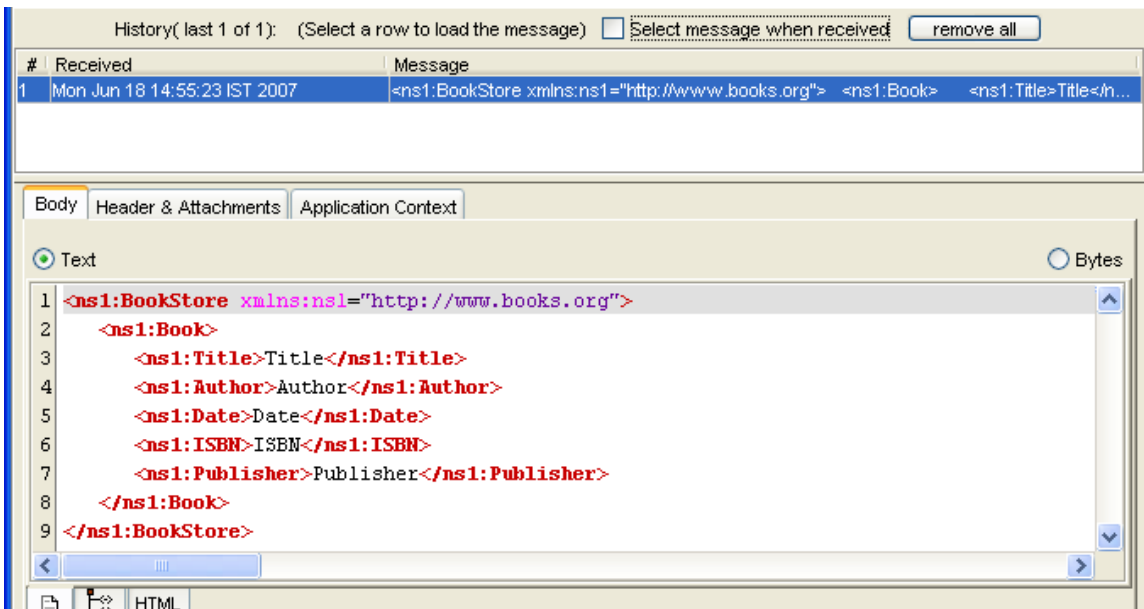 History( last 1 of 1): (Select a row to load the message) Select message when received remove all
# Received Message
1 Mon Jun 18 14:55:23 IST 2007 <ns1:BookStore xmlns:ns1="http://www.books.org"> <ns1:Book> <ns1:Title>Title</n...
Body Header & Attachments Application Context
Text Bytes
1 <ns1:BookStore xmlns:ns1="http://www.books.org">
2 <ns1:Book>
3 <ns1:Title>Title</ns1:Title>
4 <ns1:Author>Author</ns1:Author>
5 <ns1:Date>Date</ns1:Date>
6 <ns1:ISBN>ISBN</ns1:ISBN>
7 <ns1:Publisher>Publisher</ns1:Publisher>
8 </ns1:Book>
9 </ns1:BookStore>
HTML